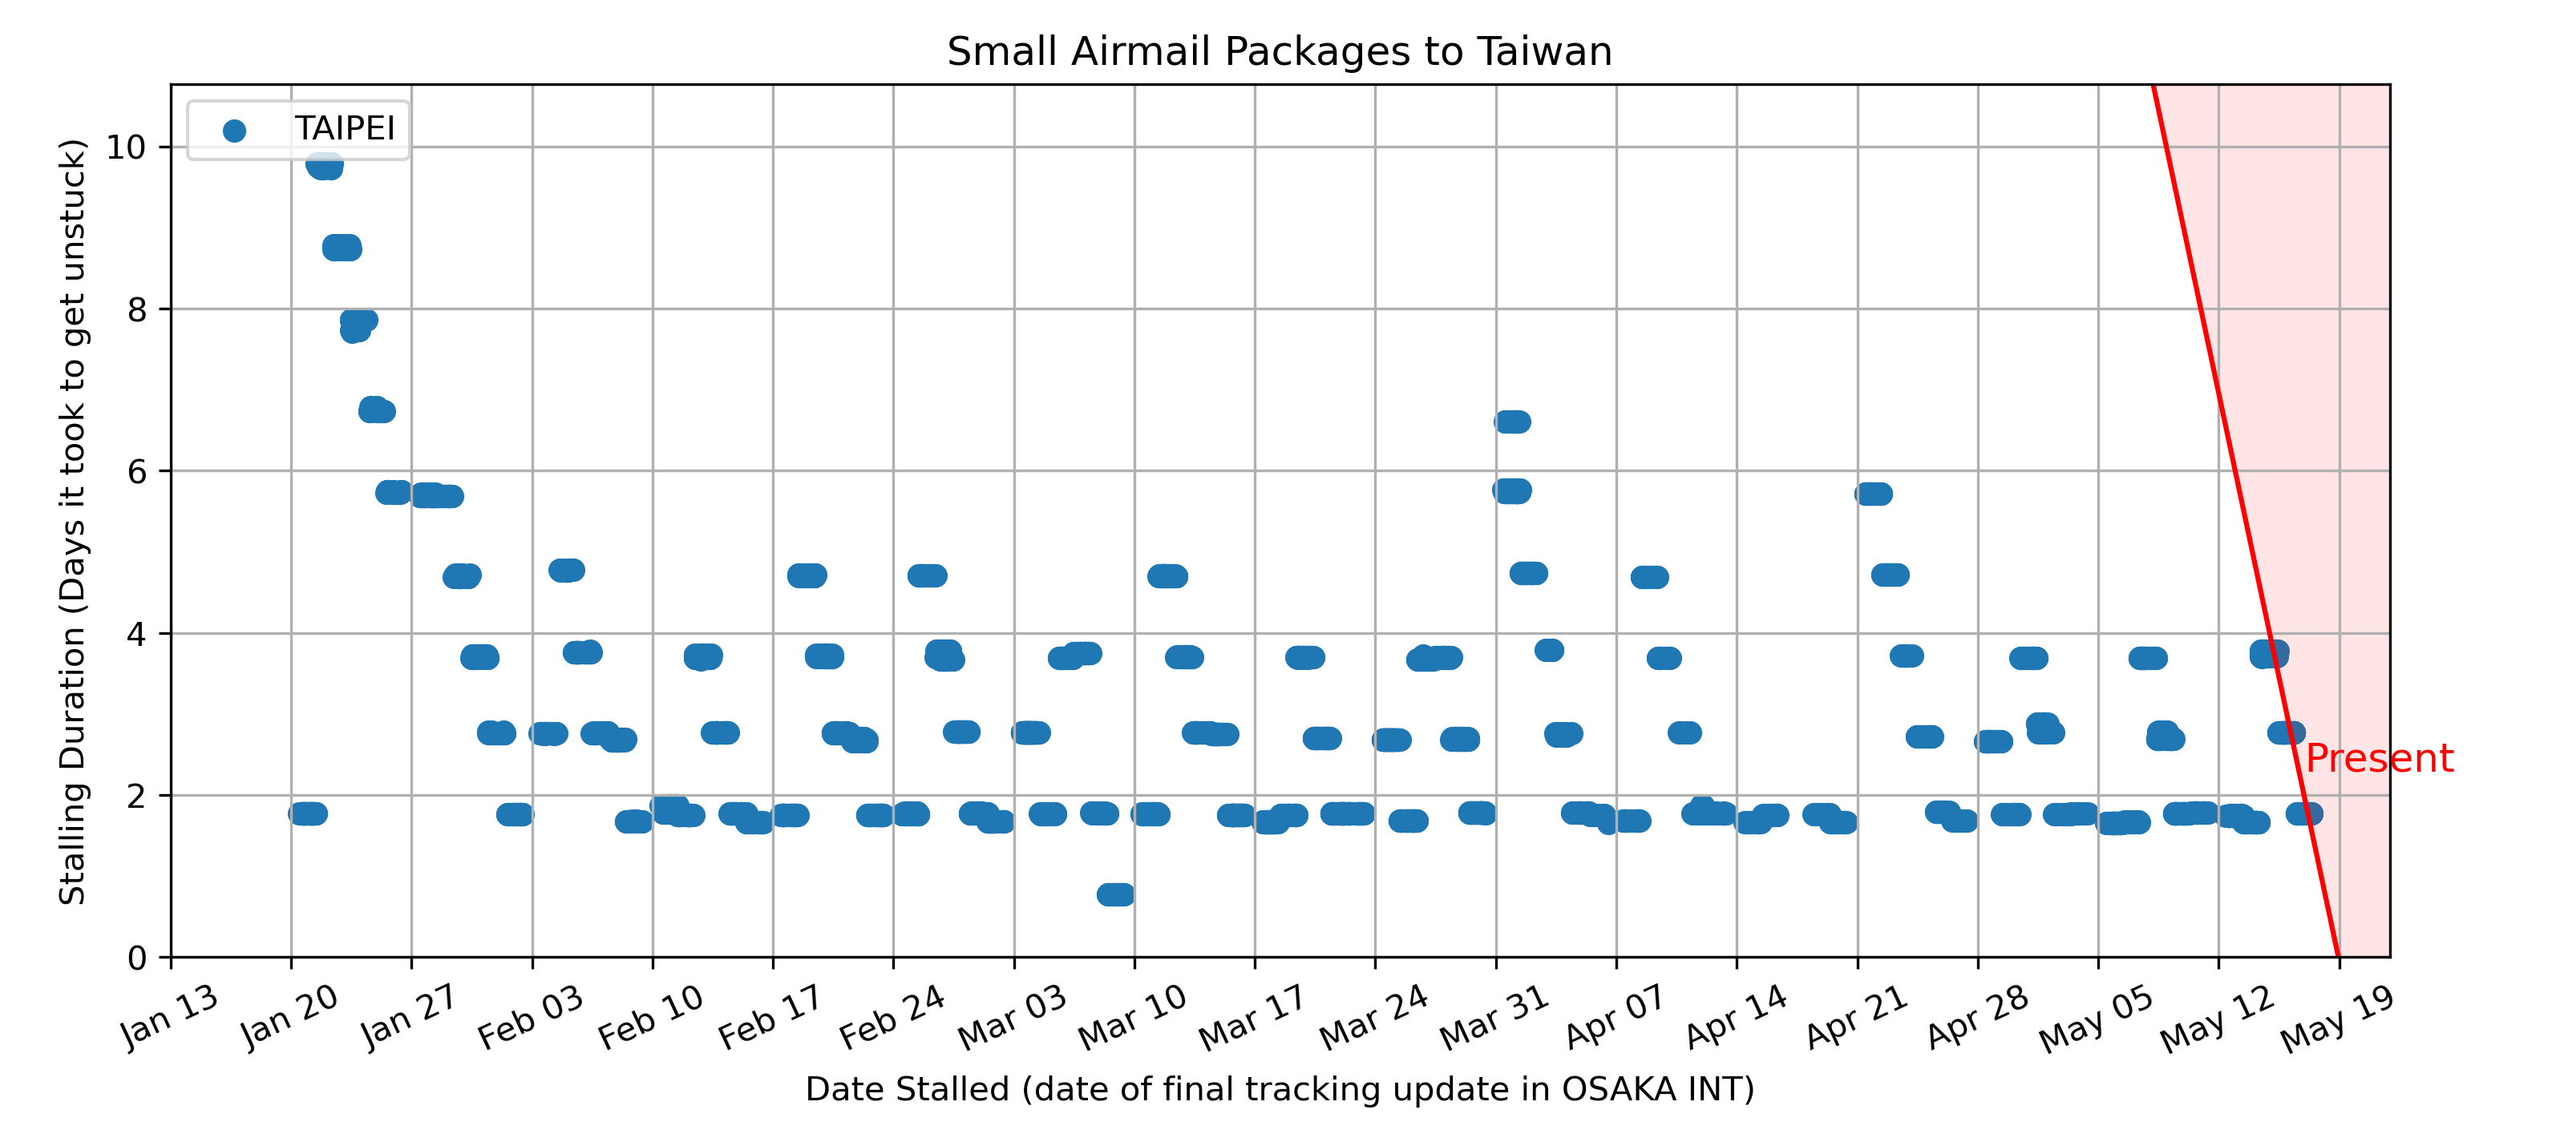 Small Airmail Packages to Taiwan
TAIPEI
Stalling Duration (Days it took to get unstuck)
10
8
6
4
2
0
Present
Jan 13
Jan 20
Jan 27
Feb 03
Feb 10
Feb 17
Feb 24
Mar 03
Mar 10
Mar 17
Mar 24
Mar 31
Apr 07
Apr 14
Apr 21
Apr 28
May 05
May 12
May 19
Date Stalled (date of final tracking update in OSAKA INT)